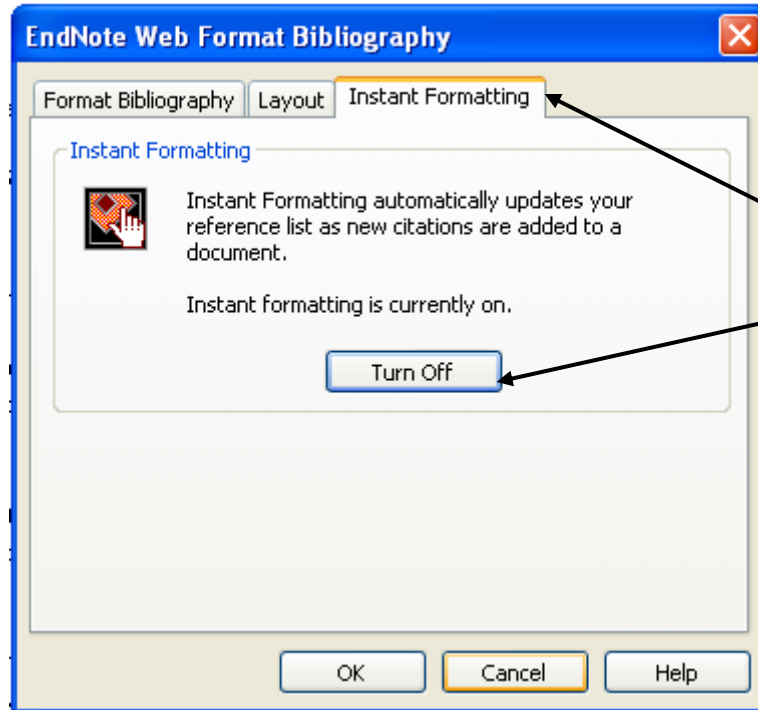 EndNote Web Format Bibliography
Format Bibliography Layout Instant Formatting
Instant Formatting
Instant Formatting automatically updates your
reference list as new citations are added to a
document.
Instant formatting is currently on.
Turn Off
OK Cancel Help